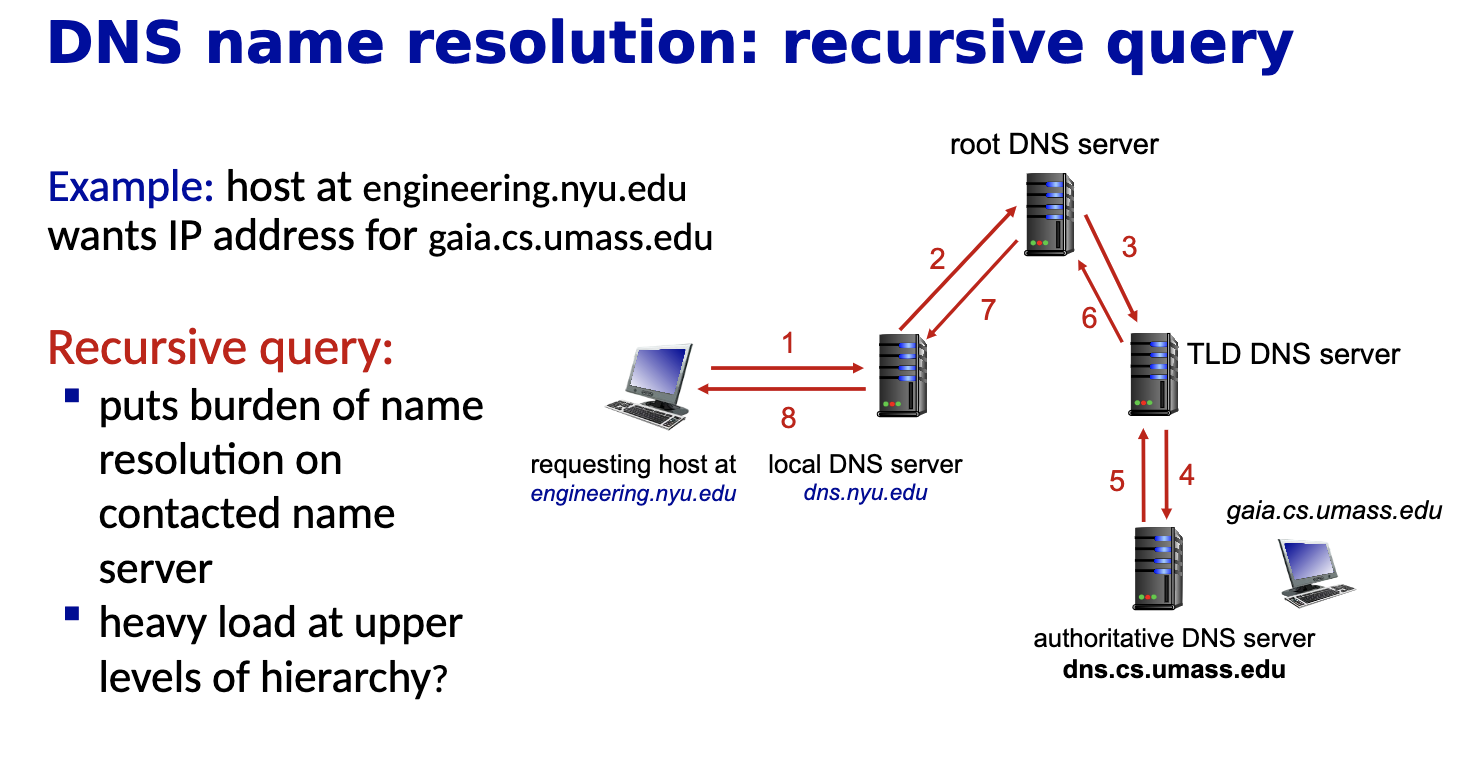 DNS name resolution: recursive query
Example: host at engineering.nyu.edu
wants IP address for gaia.cs.umass.edu
Recursive query:
puts burden of name
resolution on
contacted name
server
heavy load at upper
levels of hierarchy?
root DNS server
2
3
7
6
1
TLD DNS server
8
requesting host at
engineering.nyu.edu
local DNS server
dns.nyu.edu
5
4
gaia.cs.umass.edu
authoritative DNS server
dns.cs.umass.edu